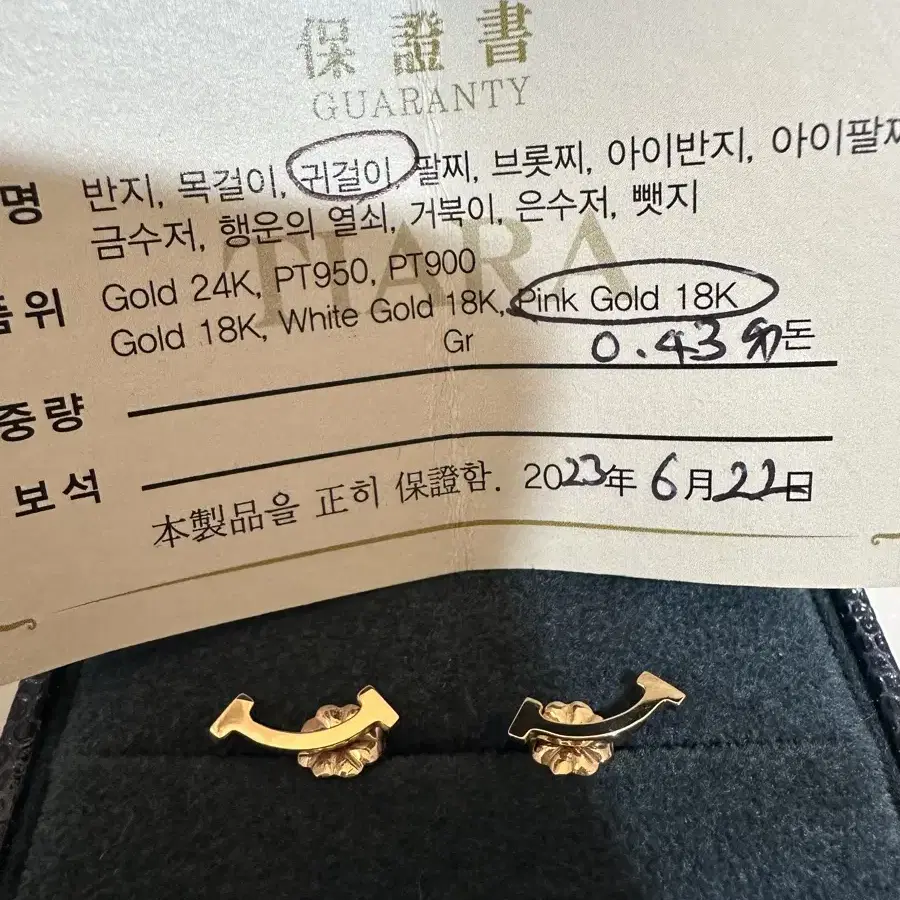 保證書
GUARANTY
명 반지, 목걸이, 귀걸이, 팔찌, 브롯찌, 아이반지, 아이팔찌
금수저, 행운의 열쇠, 거북이, 은수저, 뺏지
TIARA
품위 Gold 24K, PT950, PT900
Gold 18K, White Gold 18K, Pink Gold 18K
중량 Gr 0.43 돈
보석
本製品을 正히 保證함. 2023年 6月 22日